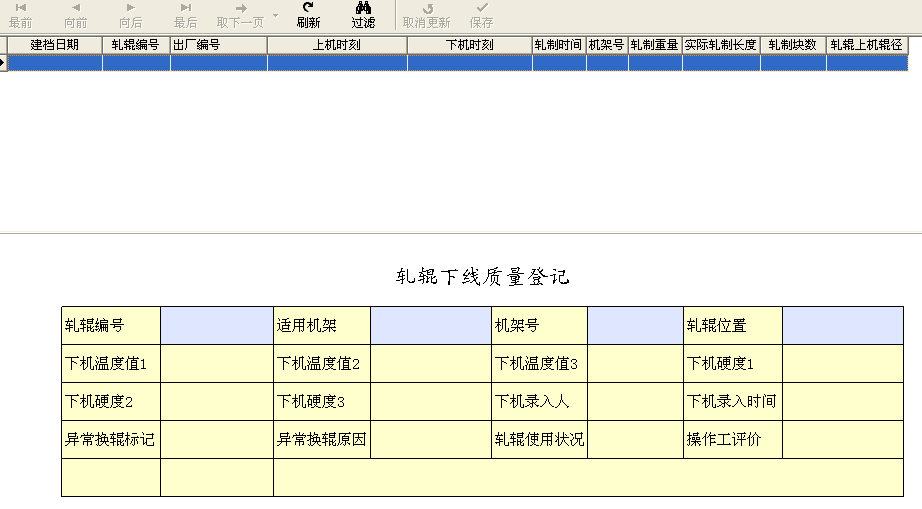 最前 向前 向后 最后 取下一页 刷新 过滤 取消更新 保存
建档日期 轧辊编号 出厂编号 上机时刻 下机时刻 轧制时间 机架号 轧制重量 实际轧制长度 轧制块数 轧辊上机辊径
轧辊下线质量登记
轧辊编号 适用机架 机架号 轧辊位置
下机温度值1 下机温度值2 下机温度值3 下机硬度1
下机硬度2 下机硬度3 下机录入人 下机录入时间
异常换辊标记 异常换辊原因 轧辊使用状况 操作工评价